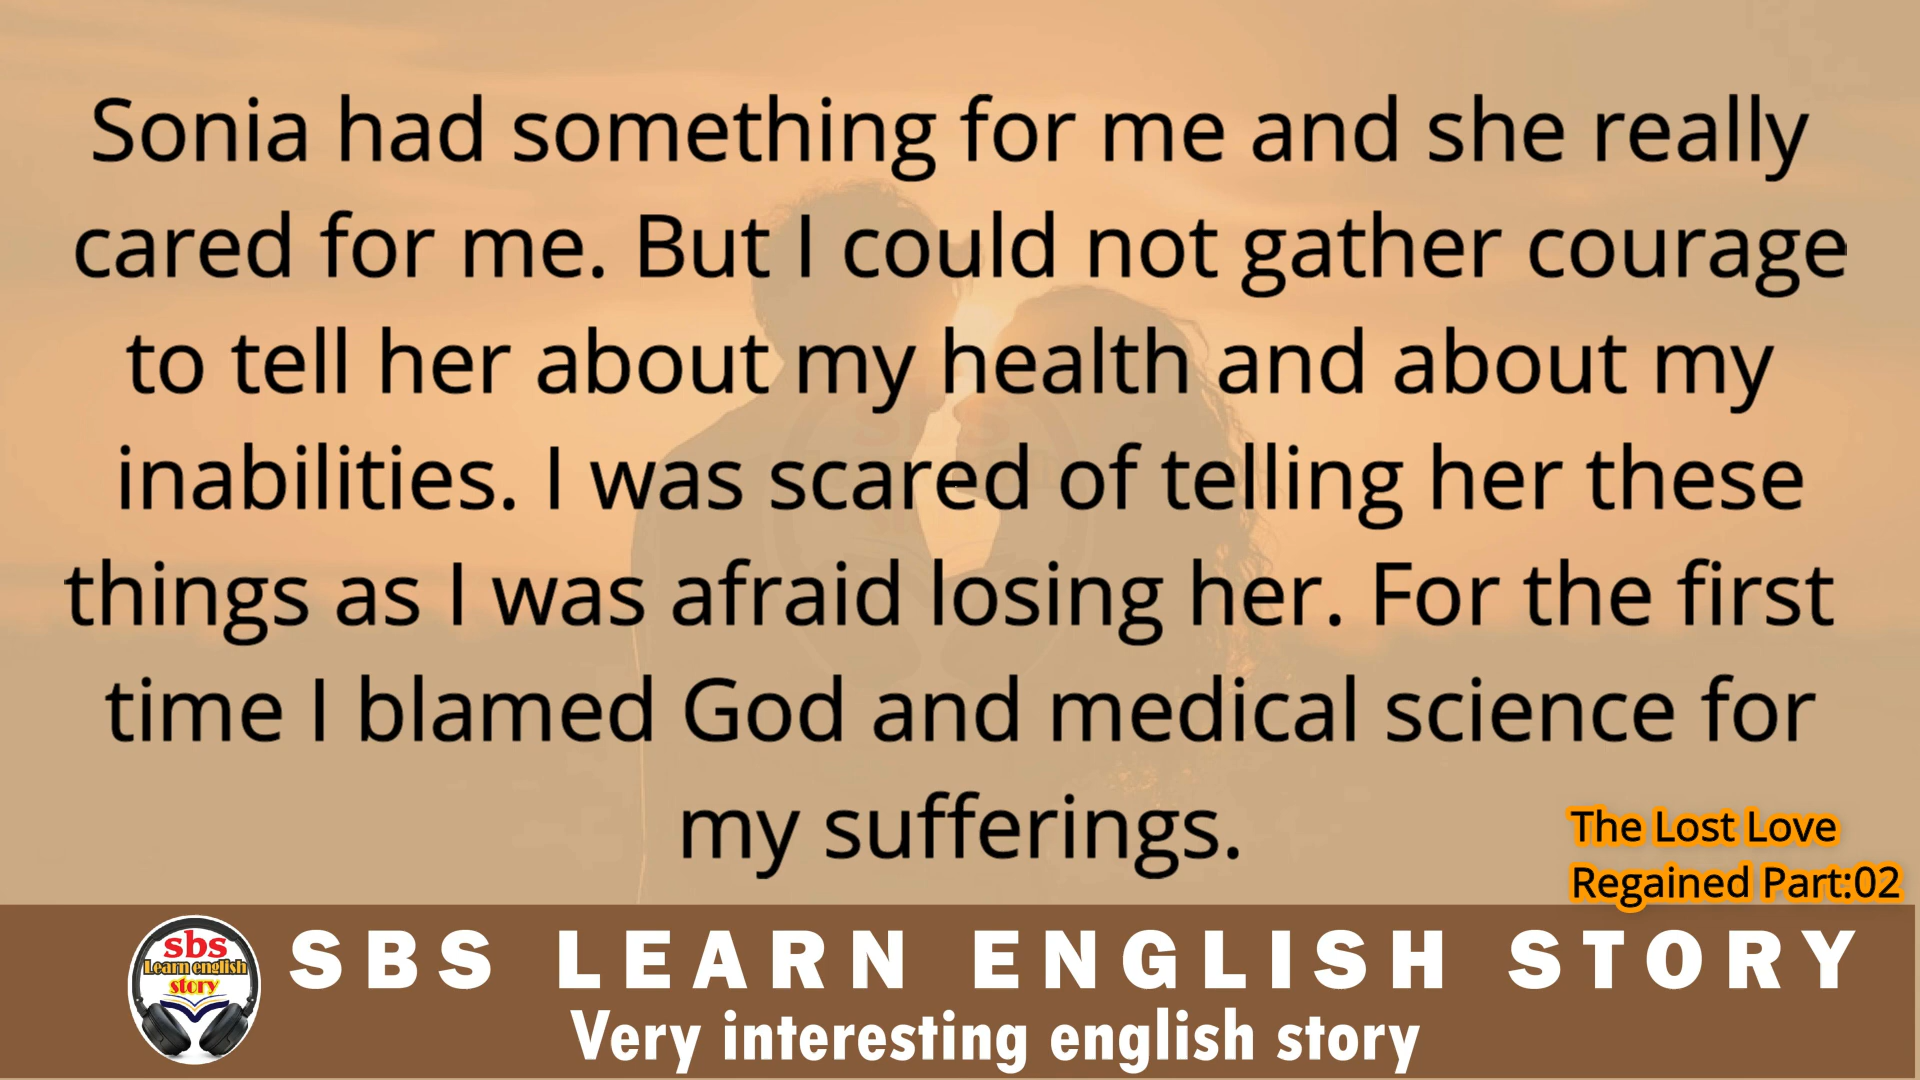 Sonia had something for me and she really
cared for me. But I could not gather courage
to tell her about my health and about my
inabilities. I was scared of telling her these
things as I was afraid losing her. For the first
time I blamed God and medical science for
my sufferings.
The Lost Love
Regained Part:02
sbs
Learn english
story
SBS LEARN ENGLISH STORY
Very interesting english story